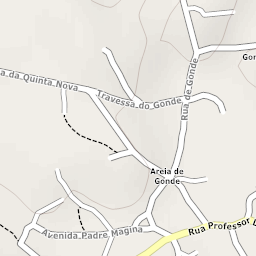 Gon
a da Quinta Nova
Travessa do Gonde
Rua de Gonde
Areia de
Gonde
Rua Professor
Avenida Padre Magina